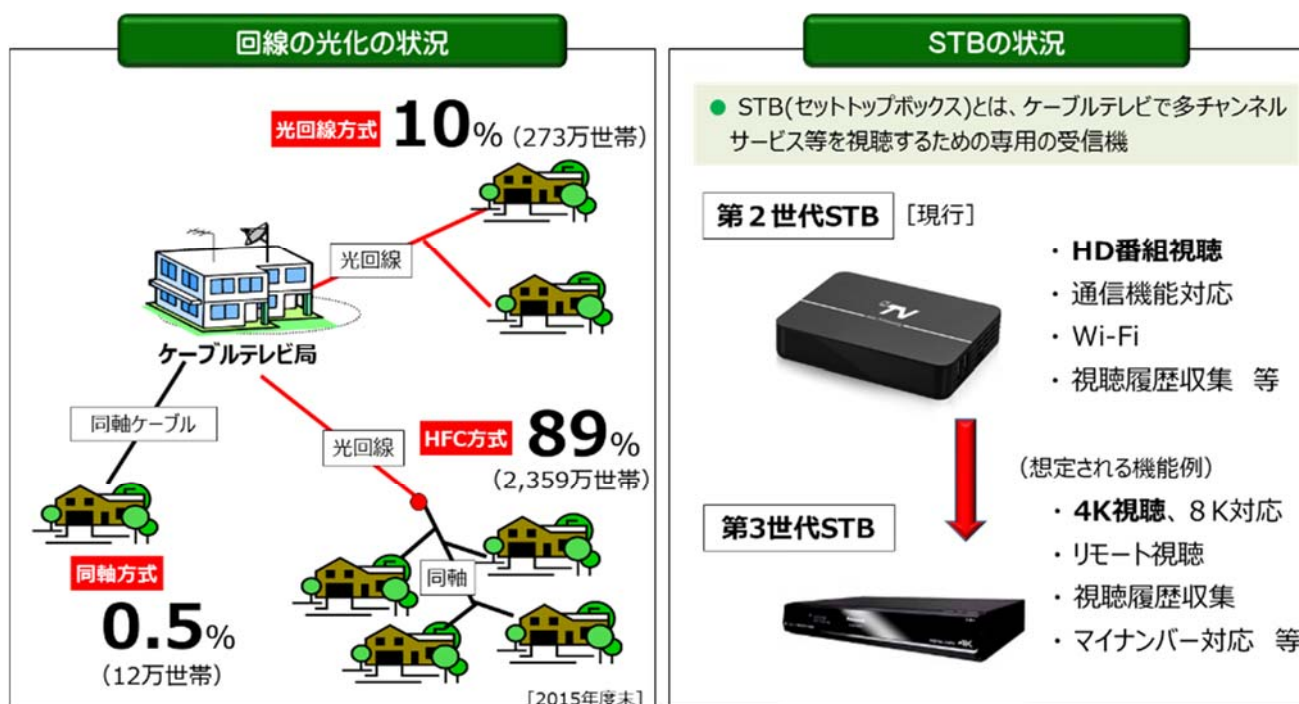 回線の光化の状況
光回線方式 10% (273万世帯)
光回線
ケーブルテレビ局
同軸ケーブル
光回線
HFC方式 89%
(2,359万世帯)
同軸
同軸方式
0.5%
(12万世帯)
[2015年度末]
STBの状況
● STB(セットトップボックス)とは、ケーブルテレビで多チャンネル
サービス等を視聴するための専用の受信機
第２世代STB [現行]
・ HD番組視聴
・ 通信機能対応
・ Wi-Fi
・ 視聴履歴収集 等
TV
(想定される機能例)
第3世代STB
・ 4K視聴、８K対応
・ リモート視聴
・ 視聴履歴収集
・ マイナンバー対応 等
4K